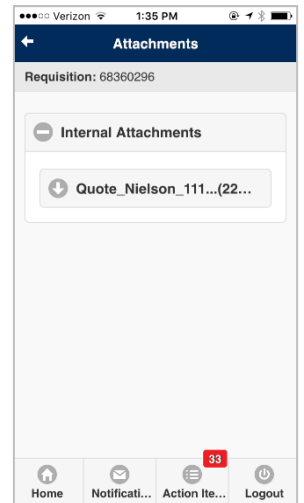 Verizon 1:35 PM
Attachments
Requisition: 68360296
Internal Attachments
Quote_Nielson_111...(22...
33
Home Notificati... Action Ite... Logout